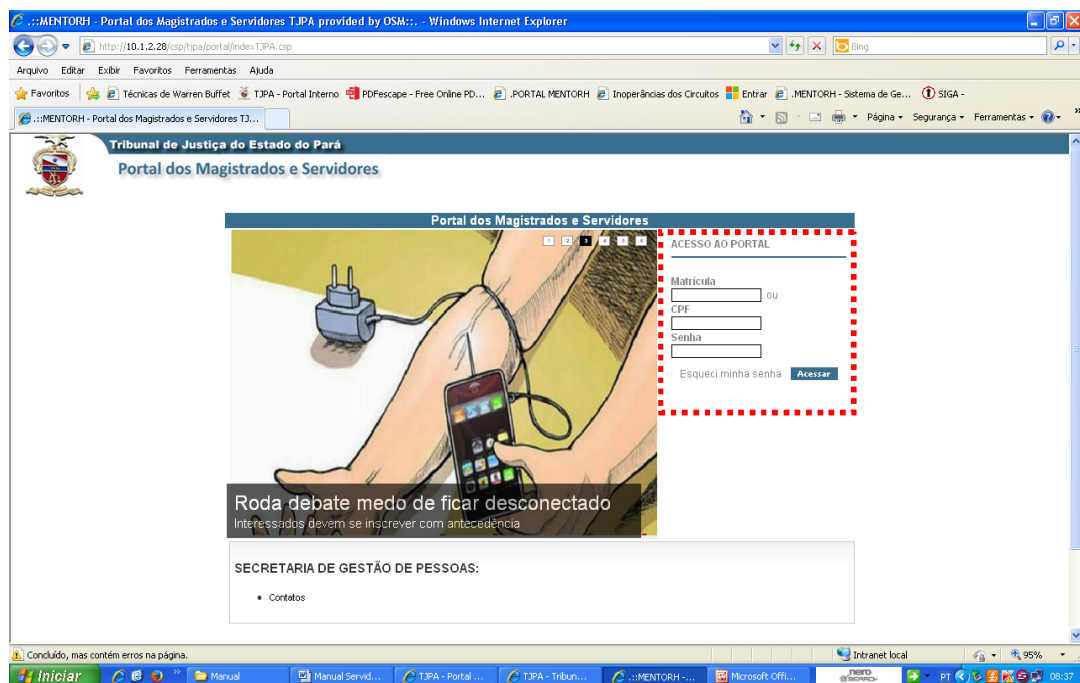 .::MENTORH - Portal dos Magistrados e Servidores TJPA provided by OSM::. - Windows Internet Explorer
http://10.1.2.28/csp/tjpa/portal/indexTJPA.csp
Bing
Arquivo Editar Exibir Favoritos Ferramentas Ajuda
Favoritos Técnicas de Warren Buffet TJPA - Portal Interno PDFescape - Free Online PD... .PORTAL MENTORH Inoperâncias dos Circuitos Entrar .MENTORH - Sistema de Ge... SIGA -
.::MENTORH - Portal dos Magistrados e Servidores TJ...
Página Segurança Ferramentas
Tribunal de Justiça do Estado do Pará
Portal dos Magistrados e Servidores
Portal dos Magistrados e Servidores
1 2 3 4 5 6
ACESSO AO PORTAL
Matrícula
ou
CPF
Senha
Esqueci minha senha Acessar
Roda debate medo de ficar desconectado
Interessados devem se inscrever com antecedência
SECRETARIA DE GESTÃO DE PESSOAS:
Contatos
Concluído, mas contém erros na página.
Intranet local
95%
Iniciar
Manual
Manual Servid...
TJPA - Portal ...
TJPA - Tribun...
.::MENTORH -...
Microsoft Offi...
nero
SEARCH
PT
08:37